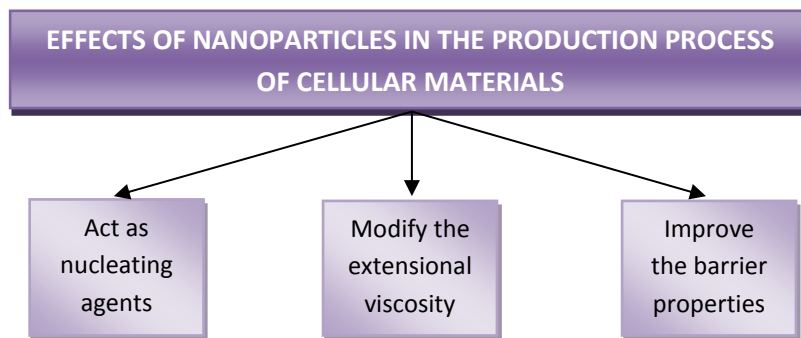 EFFECTS OF NANOPARTICLES IN THE PRODUCTION PROCESS
OF CELLULAR MATERIALS
Act as
nucleating
agents
Modify the
extensional
viscosity
Improve
the barrier
properties